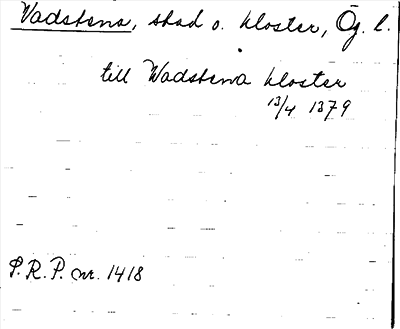 Vadstena, stad o. kloster, Ög. l.
till Wadstena kloster
13/4 1379
P.R.P. nr. 1418